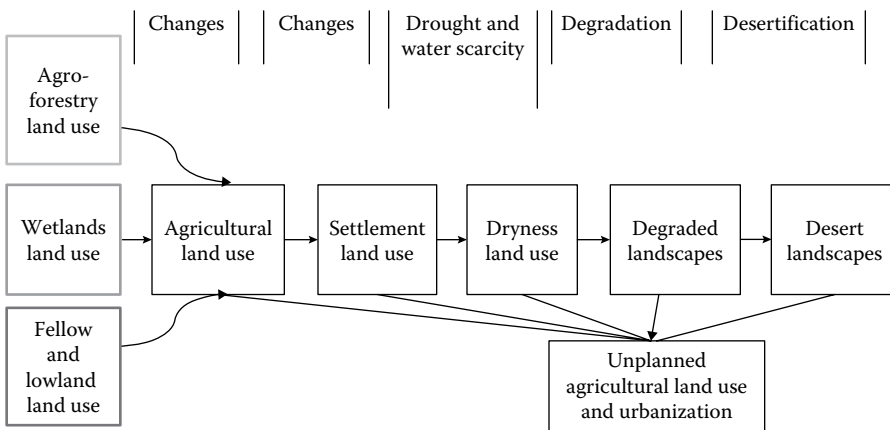 Changes
Changes
Drought and
water scarcity
Degradation
Desertification
Agro-
forestry
land use
Wetlands
land use
Agricultural
land use
Settlement
land use
Dryness
land use
Degraded
landscapes
Desert
landscapes
Fellow
and
lowland
land use
Unplanned
agricultural land use
and urbanization